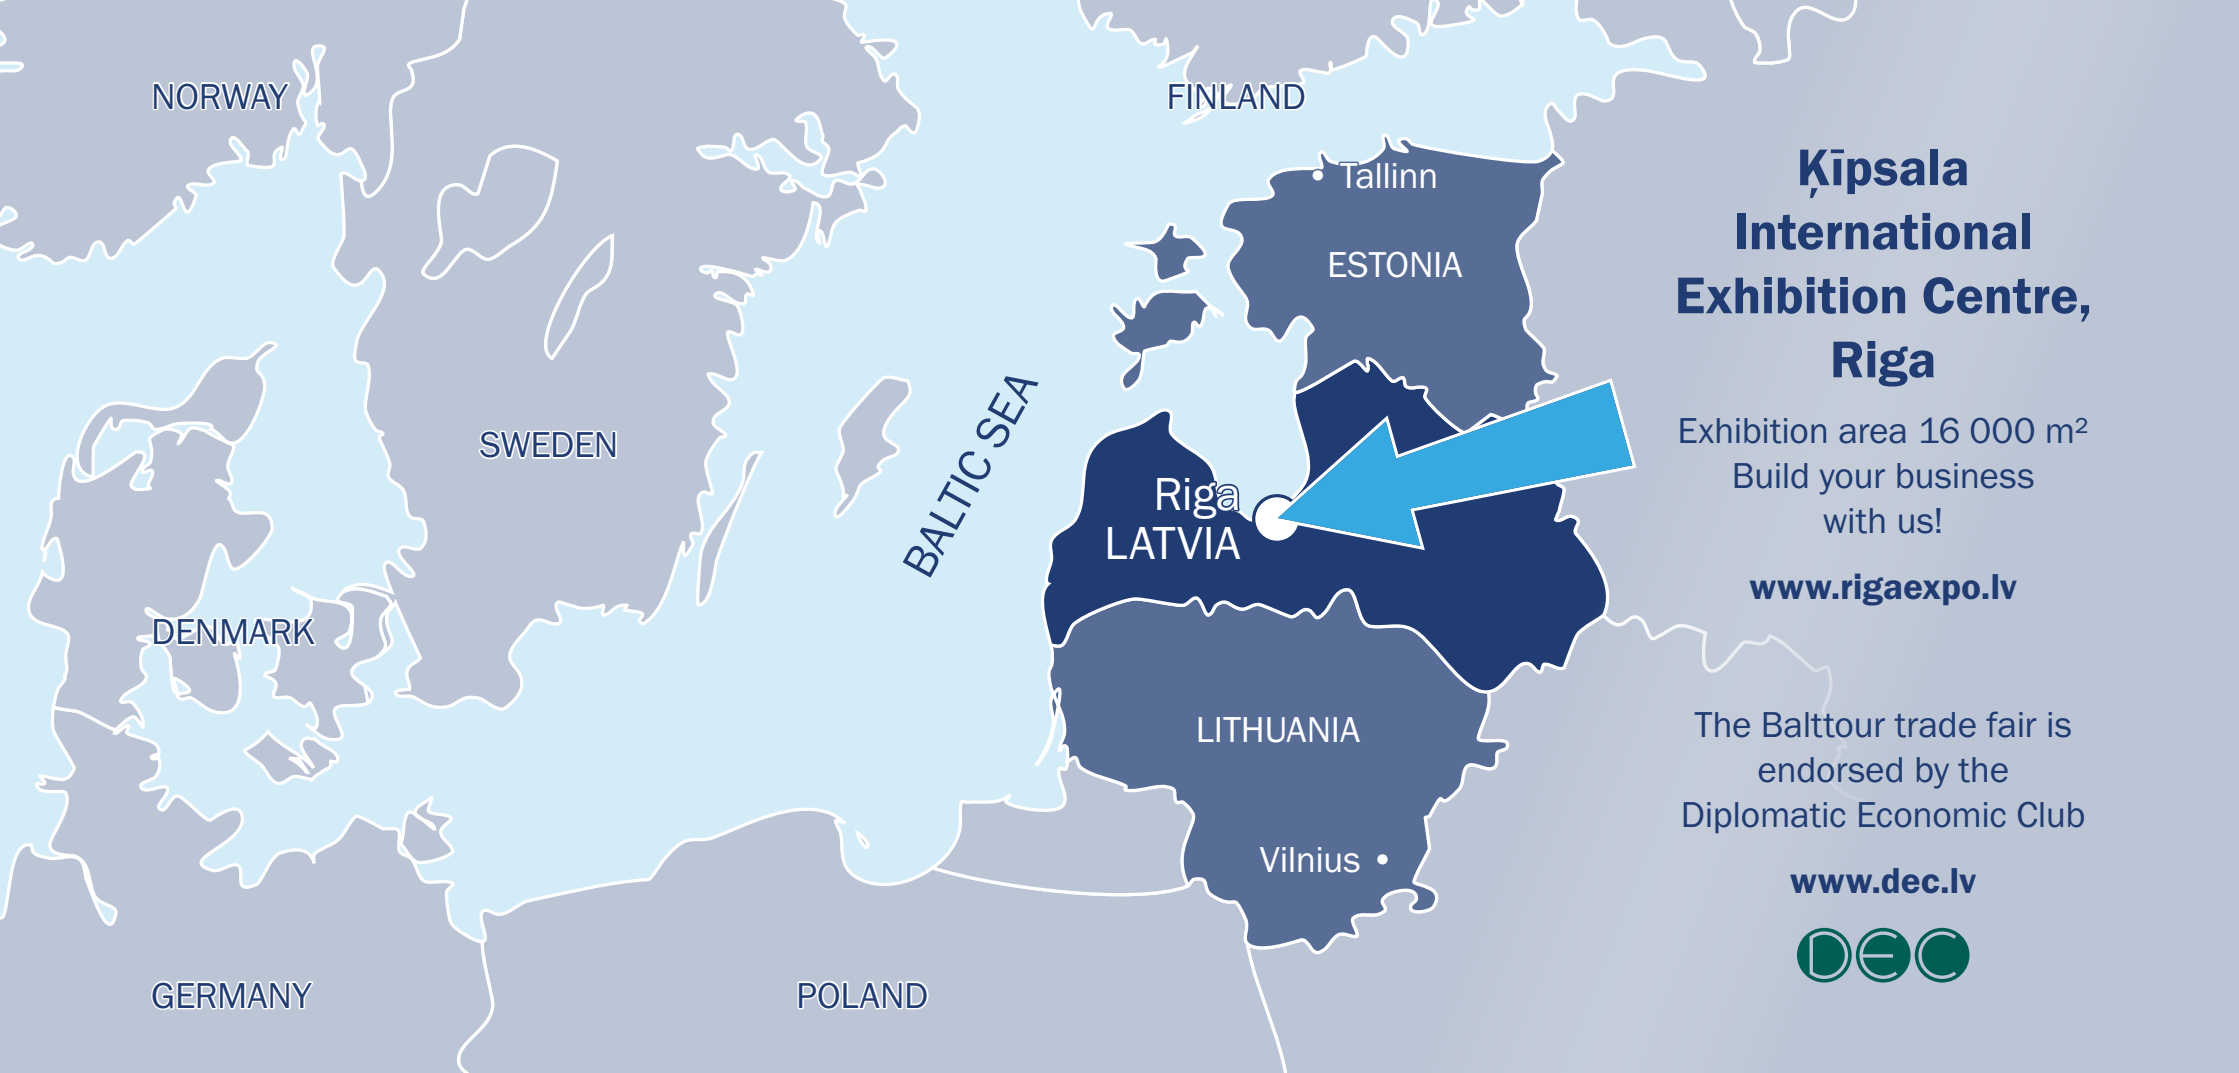 NORWAY
FINLAND
Tallinn
ESTONIA
SWEDEN
BALTIC SEA
Riga
LATVIA
DENMARK
LITHUANIA
Vilnius
GERMANY
POLAND
Ķīpsala
International
Exhibition Centre,
Riga
Exhibition area 16 000 m²
Build your business
with us!
www.rigaexpo.lv
The Balttour trade fair is
endorsed by the
Diplomatic Economic Club
www.dec.lv
DEC